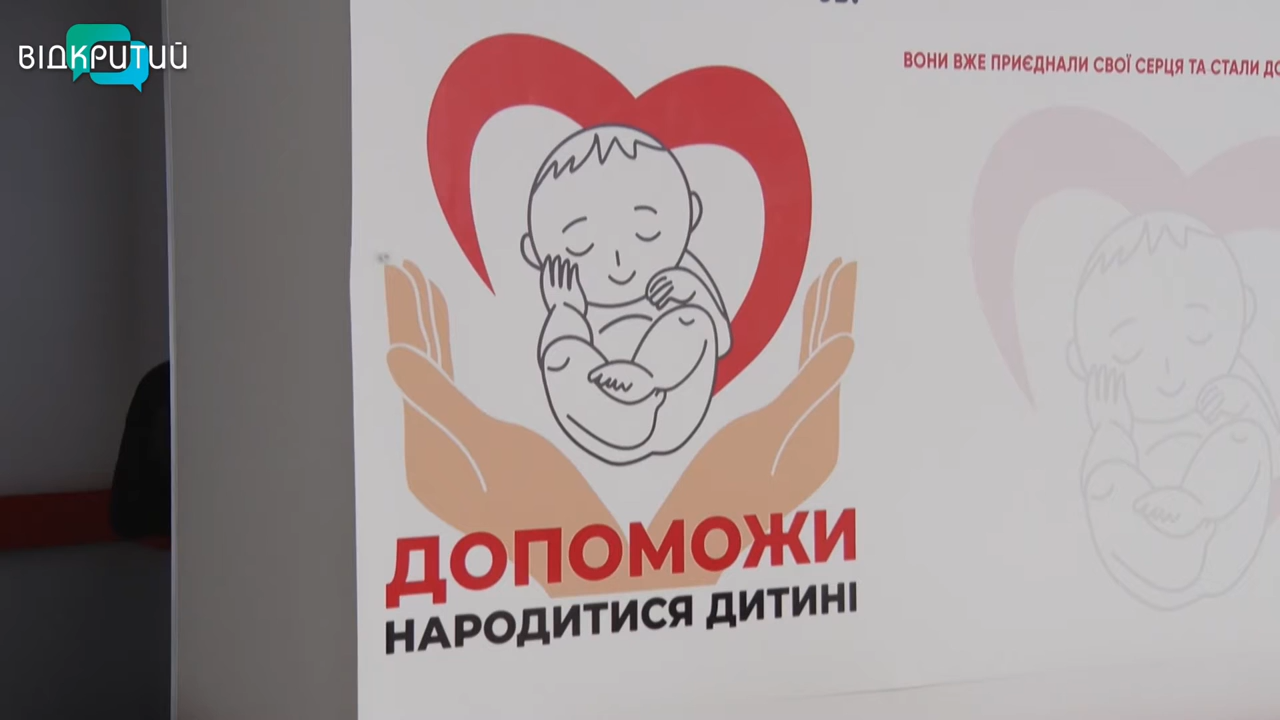 ВІДКРИТИЙ
ВОНИ ВЖЕ ПРИЄДНАЛИ СВОЇ СЕРЦЯ ТА СТАЛИ
ДОПОМОЖИ
НАРОДИТИСЯ ДИТИНІ